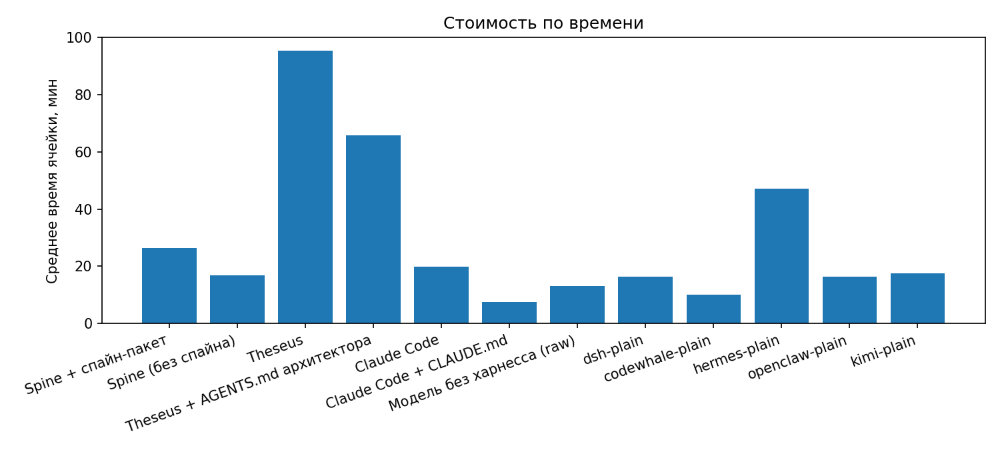 Стоимость по времени
Среднее время ячейки, мин
100
80
60
40
20
0
Spine + спайн-пакет
Spine (без спайна)
Theseus
Theseus + AGENTS.md архитектора
Claude Code
Claude Code + CLAUDE.md
Модель без харнесса (raw)
dsh-plain
codewhale-plain
hermes-plain
openclaw-plain
kimi-plain